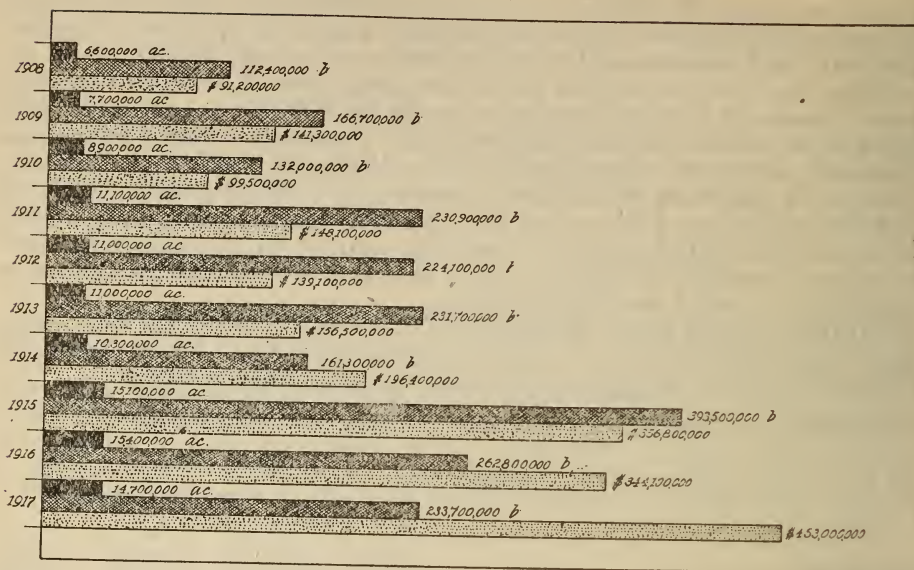 6,600,000 ac.
1908 112,400,000 b
$ 91,200,000
7,700,000 ac.
1909 166,700,000 b
$ 141,300,000
8,900,000 ac.
1910 132,000,000 b
$ 99,500,000
11,100,000 ac.
1911 230,900,000 b
$ 148,100,000
11,000,000 ac.
1912 224,100,000
$ 139,100,000
11,000,000 ac.
1913 231,700,000 b
$ 156,500,000
10,300,000 ac.
1914 161,300,000 b
$ 196,400,000
15,100,000 ac.
1915 393,500,000 b
$ 356,800,000
15,400,000 ac.
1916 262,800,000 b
$ 344,100,000
14,700,000 ac.
1917 233,700,000 b
$ 453,000,000